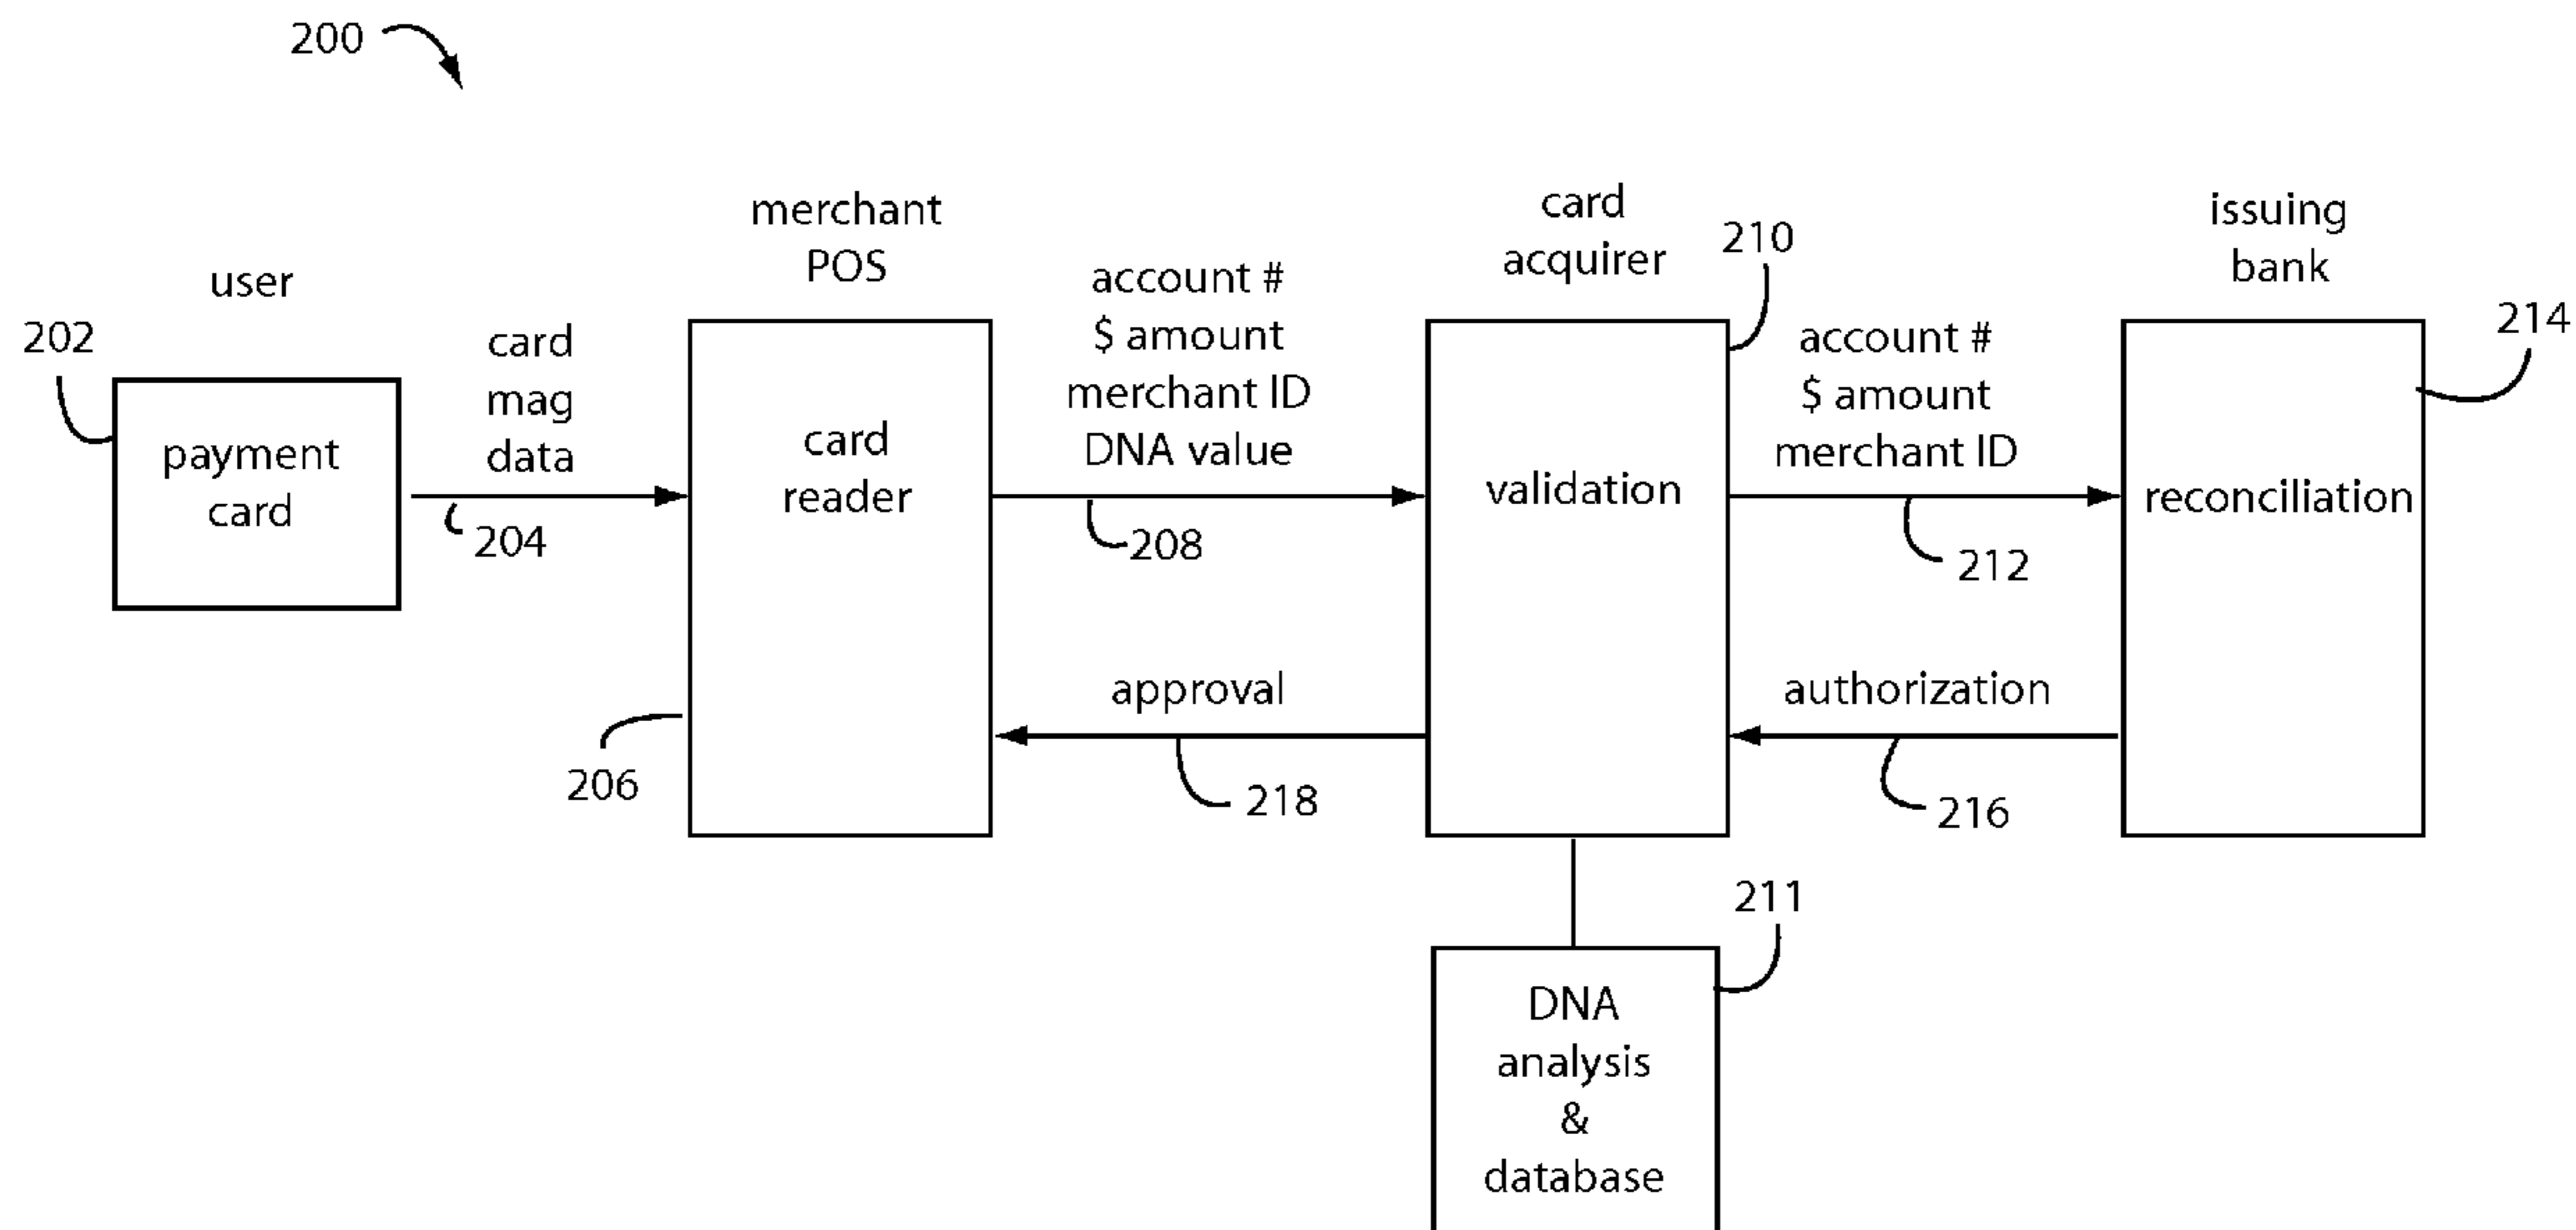 200
user
202
payment
card
card
mag
data
204
merchant
POS
card
reader
206
account #
$ amount
merchant ID
DNA value
208
approval
218
card
acquirer
210
validation
account #
$ amount
merchant ID
212
authorization
216
issuing
bank
214
reconciliation
211
DNA
analysis
&
database